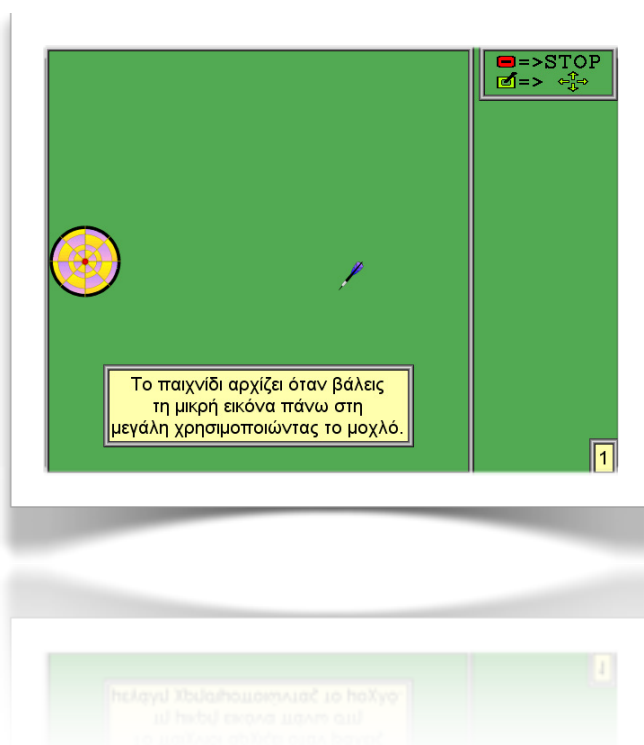 =>STOP
=>
Το παιχνίδι αρχίζει όταν βάλεις
τη μικρή εικόνα πάνω στη
μεγάλη χρησιμοποιώντας το μοχλό.
1